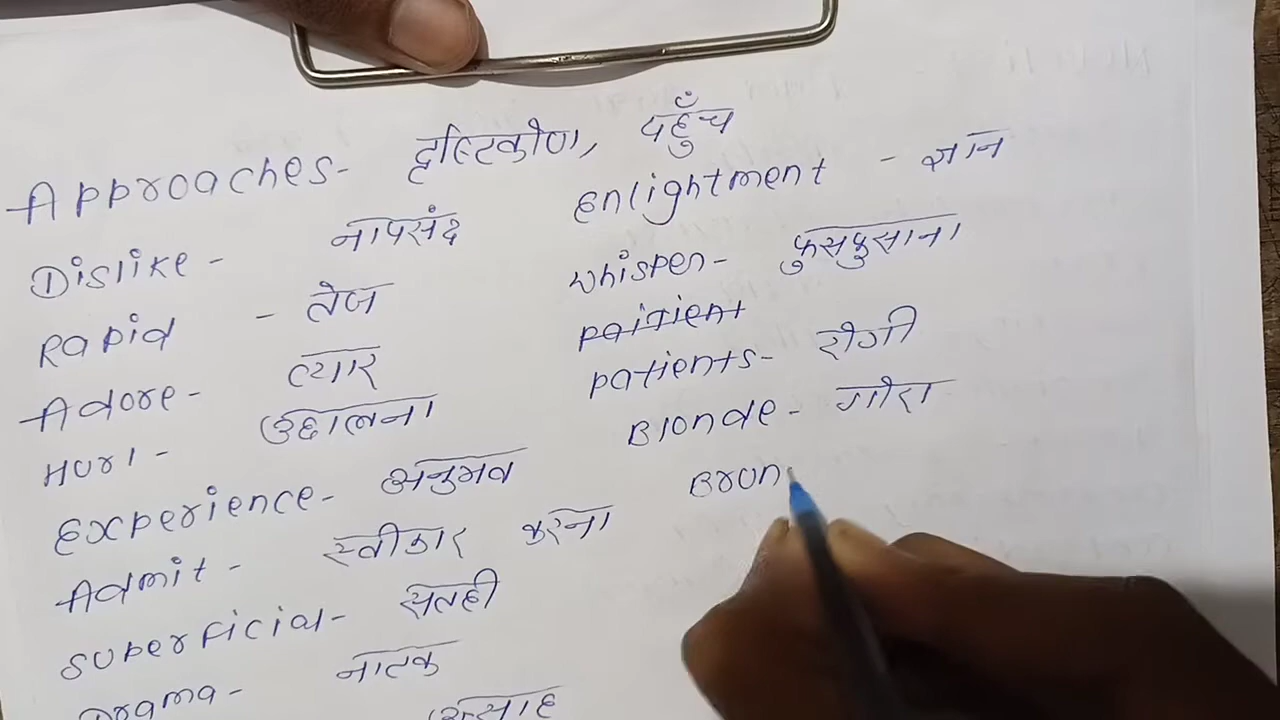 Approaches- दृष्टिकोण, पहुँच
Dislike - नापसंद
Rapid - तेज
Adore- प्यार
Hurl- उछालना
Experience- अनुभव
Admit- स्वीकार करना
Superficial- सतही
Drama- नाटक
Enlightment - ज्ञान
Whisper- फुसफुसाना
paitient
patients- रोगी
Blonde- गोरा
Brun